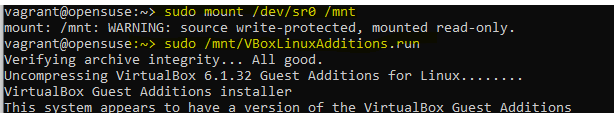 vagrant@opensuse:~> sudo mount /dev/sr0 /mnt
mount: /mnt: WARNING: source write-protected, mounted read-only.
vagrant@opensuse:~> sudo /mnt/VBoxLinuxAdditions.run
Verifying archive integrity... All good.
Uncompressing VirtualBox 6.1.32 Guest Additions for Linux........
VirtualBox Guest Additions installer
This system appears to have a version of the VirtualBox Guest Additions